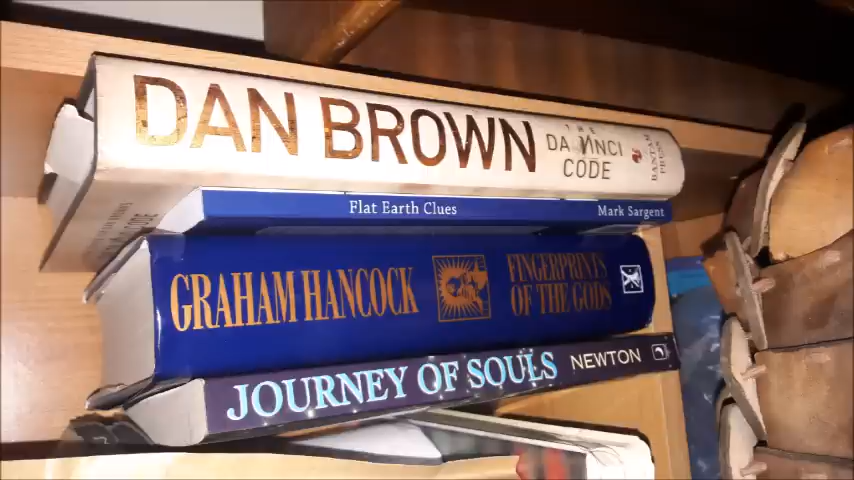 DAN BROWN
THE
DA VINCI
CODE
BANTAM
PRESS
Flat Earth Clues
Mark Sargent
GRAHAM HANCOCK
FINGERPRINTS
OF THE GODS
JOURNEY OF SOULS
NEWTON